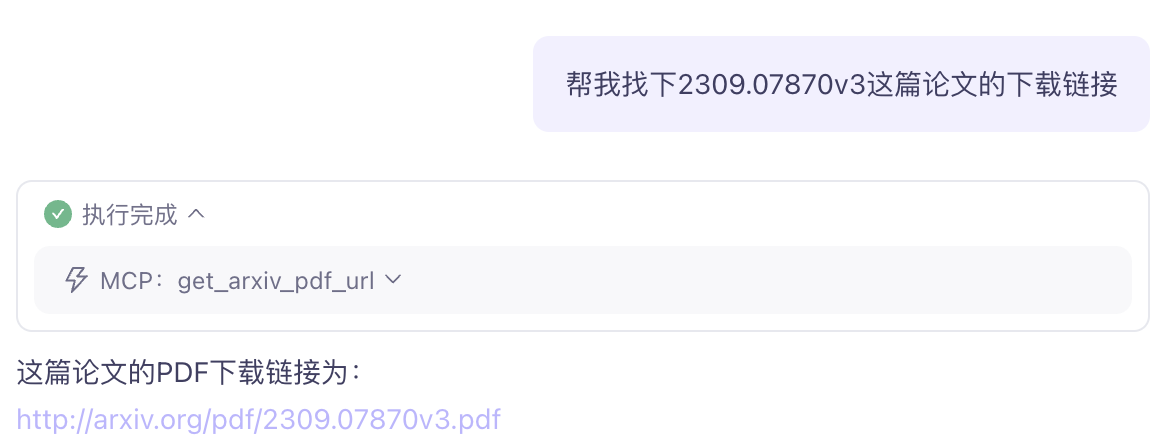 帮我找下2309.07870v3这篇论文的下载链接
执行完成
MCP：get_arxiv_pdf_url
这篇论文的PDF下载链接为：
http://arxiv.org/pdf/2309.07870v3.pdf